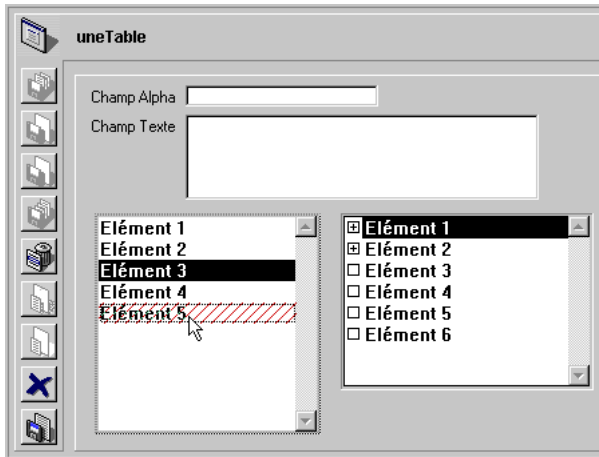 uneTable
Champ Alpha
Champ Texte
Elément 1
Elément 2
Elément 3
Elément 4
Elément 5
Elément 1
Elément 2
Elément 3
Elément 4
Elément 5
Elément 6